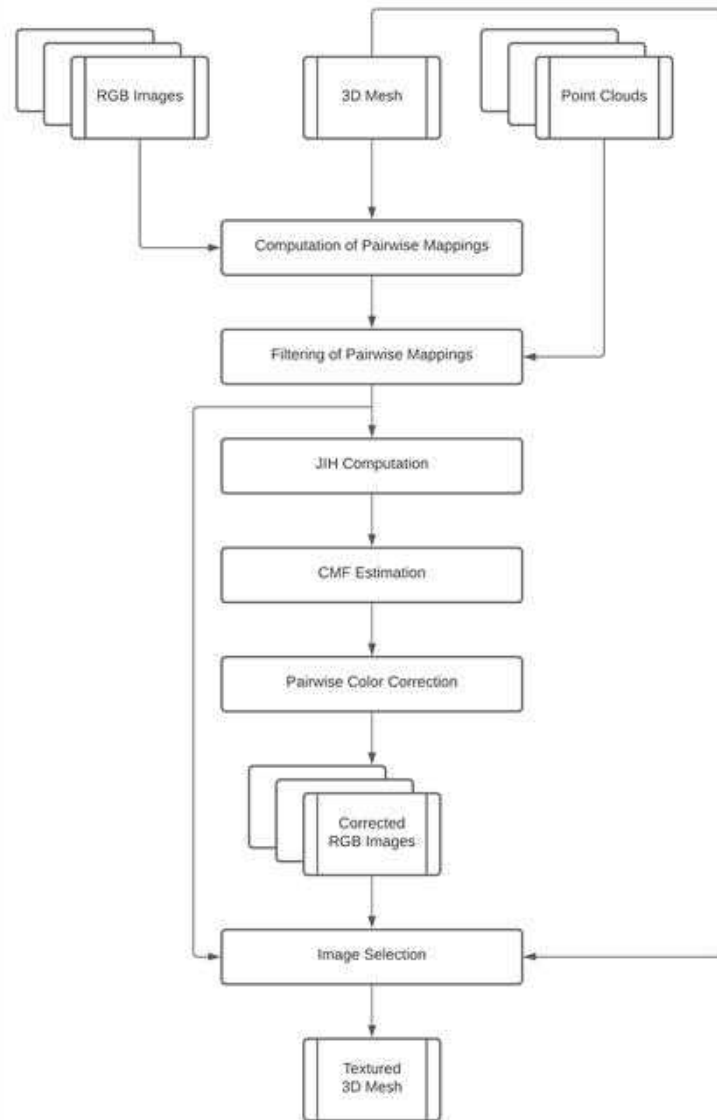 RGB Images
3D Mesh
Point Clouds
Computation of Pairwise Mappings
Filtering of Pairwise Mappings
JIH Computation
CMF Estimation
Pairwise Color Correction
Corrected
RGB Images
Image Selection
Textured
3D Mesh